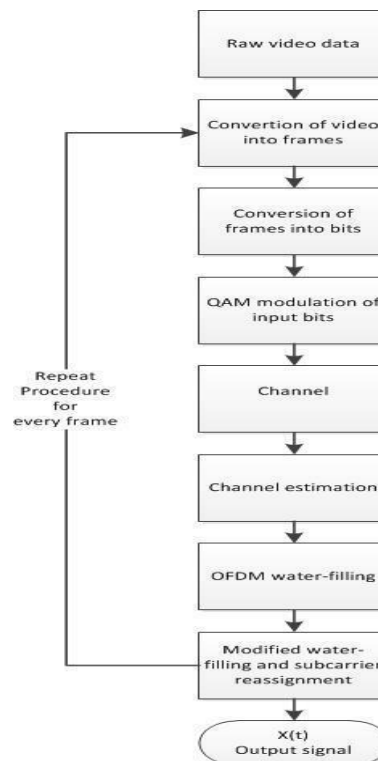 Raw video data
Convertion of video
into frames
Conversion of
frames into bits
QAM modulation of
input bits
Repeat
Procedure
for
every frame
Channel
Channel estimation
OFDM water-filling
Modified water-
filling and subcarrier
reassignment
X(t)
Output signal